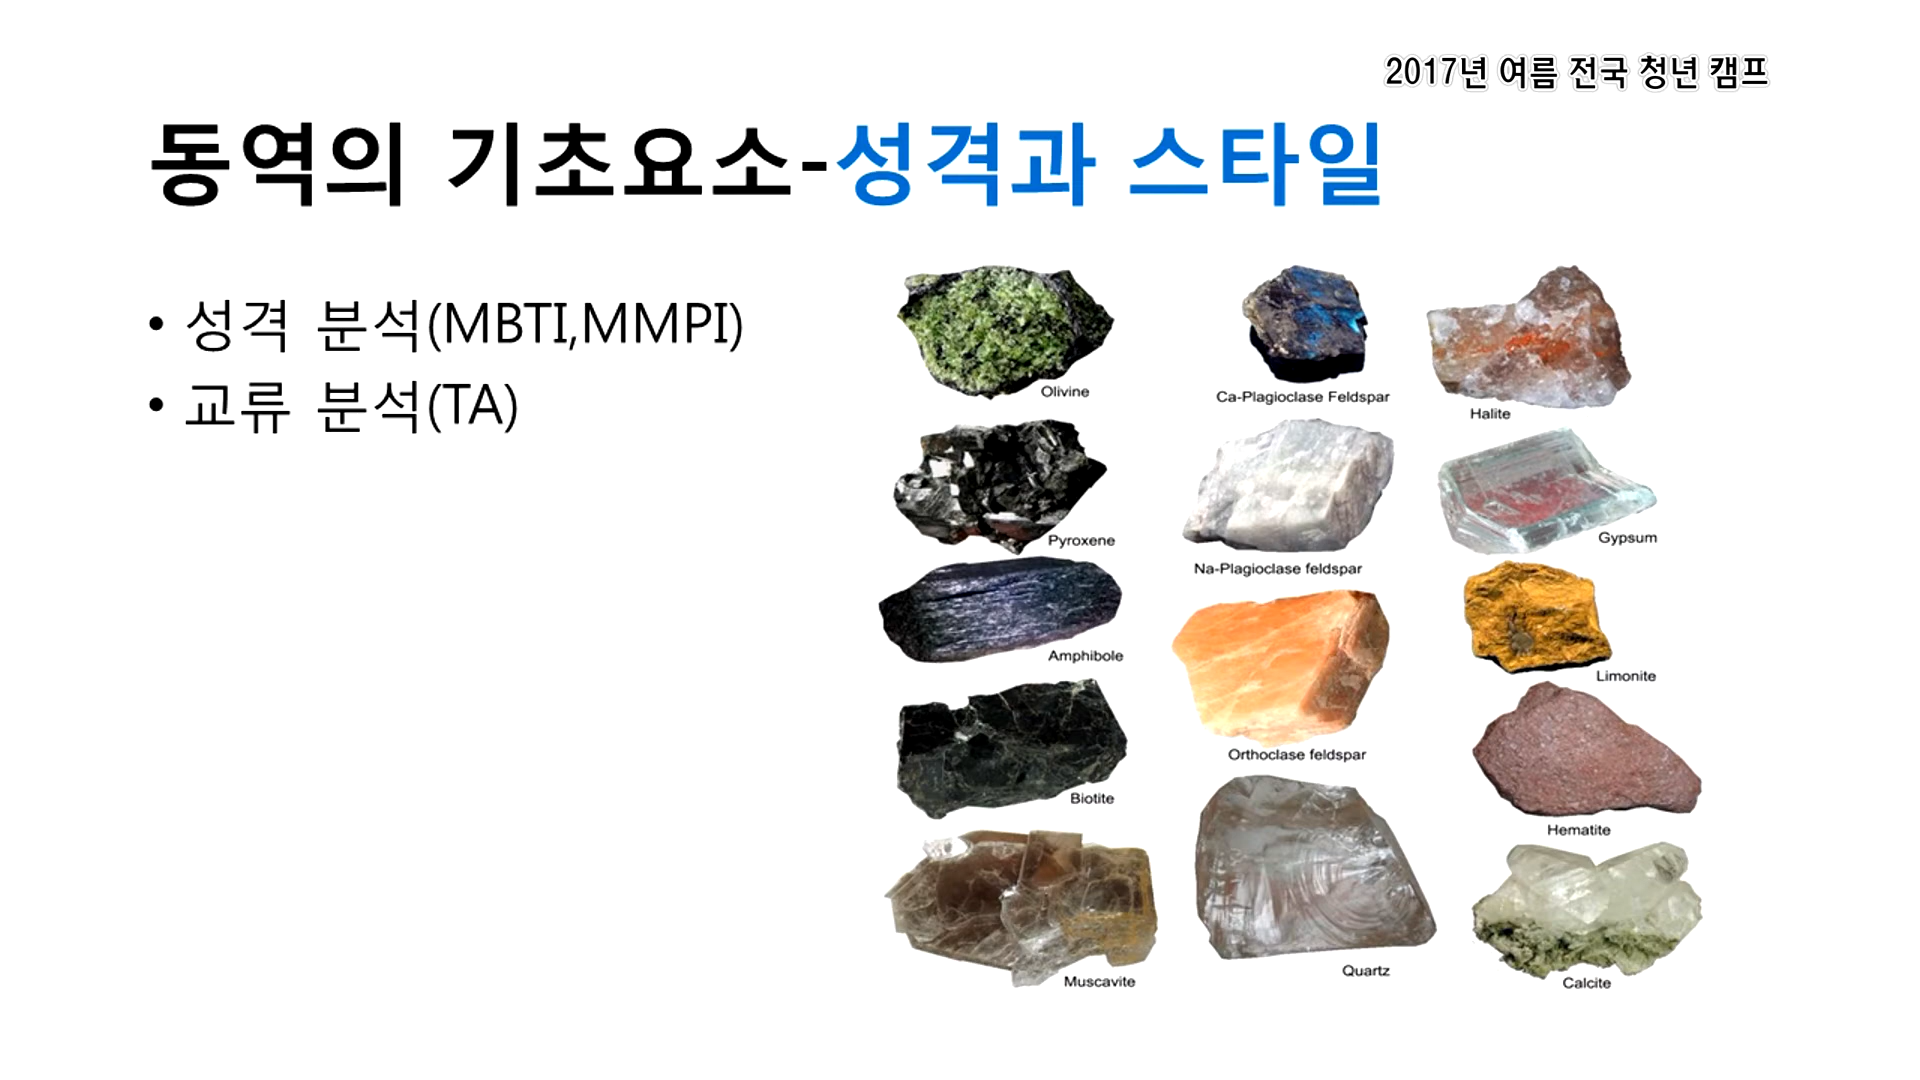 2017년 여름 전국 청년 캠프
동역의 기초요소-성격과 스타일
• 성격 분석(MBTI,MMPI)
• 교류 분석(TA)
Olivine
Ca-Plagioclase Feldspar
Halite
Pyroxene
Na-Plagioclase feldspar
Gypsum
Amphibole
Orthoclase feldspar
Limonite
Biotite
Quartz
Hematite
Muscavite
Calcite